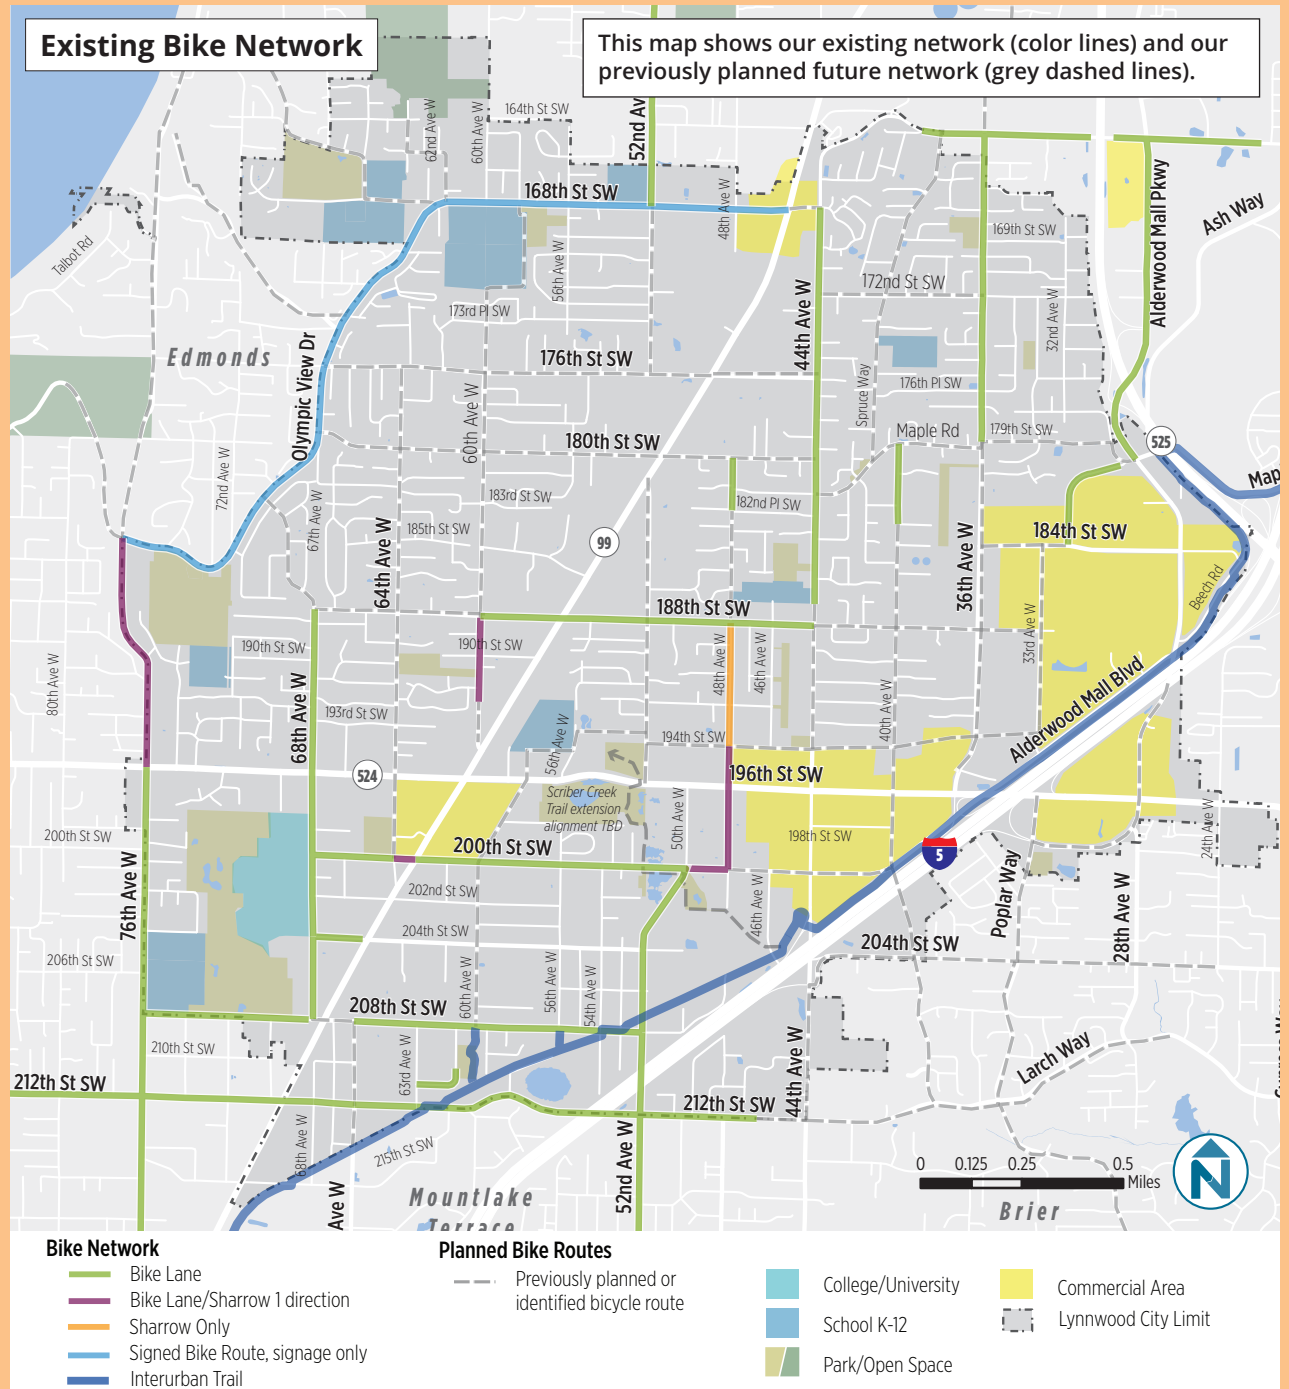 Existing Bike Network
This map shows our existing network (color lines) and our
previously planned future network (grey dashed lines).
164th St SW
62nd Ave W
60th Ave W
52nd Av
168th St SW
48th Ave W
Alderwood Mall Pkwy
Ash Way
Talbot Rd
169th St SW
56th Ave W
172nd St SW
173rd Pl SW
44th Ave W
32nd Ave W
Edmonds
Olympic View Dr
176th St SW
Spruce Way
176th Pl SW
60th Ave W
180th St SW
Maple Rd
179th St SW
525
Map
72nd Ave W
67th Ave W
183rd St SW
182nd Pl SW
185th St SW
64th Ave W
99
36th Ave W
184th St SW
Beech Rd
188th St SW
190th St SW
190th St SW
48th Ave W
46th Ave W
33rd Ave W
80th Ave W
68th Ave W
193rd St SW
40th Ave W
Alderwood Mall Blvd
194th St SW
56th Ave W
524
196th St SW
Scriber Creek
Trail extension
alignment TBD
50th Ave W
198th St SW
24th Ave W
200th St SW
200th St SW
5
76th Ave W
202nd St SW
46th Ave W
Poplar Way
28th Ave W
204th St SW
204th St SW
206th St SW
60th Ave W
56th Ave W
54th Ave W
208th St SW
210th St SW
63rd Ave W
44th Ave W
Larch Way
212th St SW
212th St SW
68th Ave W
215th St SW
52nd Ave W
Ave W
Mountlake
Terrace
Brier
0 0.125 0.25 0.5
Miles
N
Bike Network
Bike Lane
Bike Lane/Sharrow 1 direction
Sharrow Only
Signed Bike Route, signage only
Interurban Trail
Planned Bike Routes
Previously planned or
identified bicycle route
College/University
School K-12
Park/Open Space
Commercial Area
Lynnwood City Limit